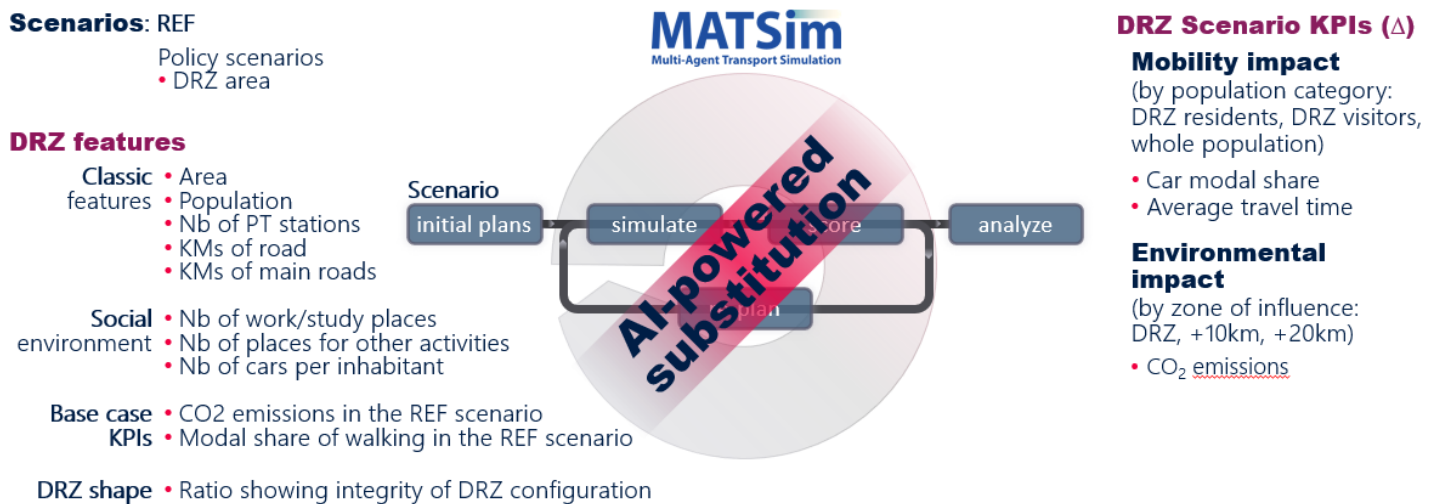 Scenarios: REF
Policy scenarios
• DRZ area
DRZ features
Classic features
• Area
• Population
• Nb of PT stations
• KMs of road
• KMs of main roads
Social environment
• Nb of work/study places
• Nb of places for other activities
• Nb of cars per inhabitant
Base case KPIs
• CO2 emissions in the REF scenario
• Modal share of walking in the REF scenario
DRZ shape • Ratio showing integrity of DRZ configuration
MATSim
Multi-Agent Transport Simulation
Scenario
initial plans
simulate
score
analyze
plan
AI-powered
substitution
DRZ Scenario KPIs (Δ)
Mobility impact
(by population category:
DRZ residents, DRZ visitors,
whole population)
• Car modal share
• Average travel time
Environmental
impact
(by zone of influence:
DRZ, +10km, +20km)
• CO₂ emissions